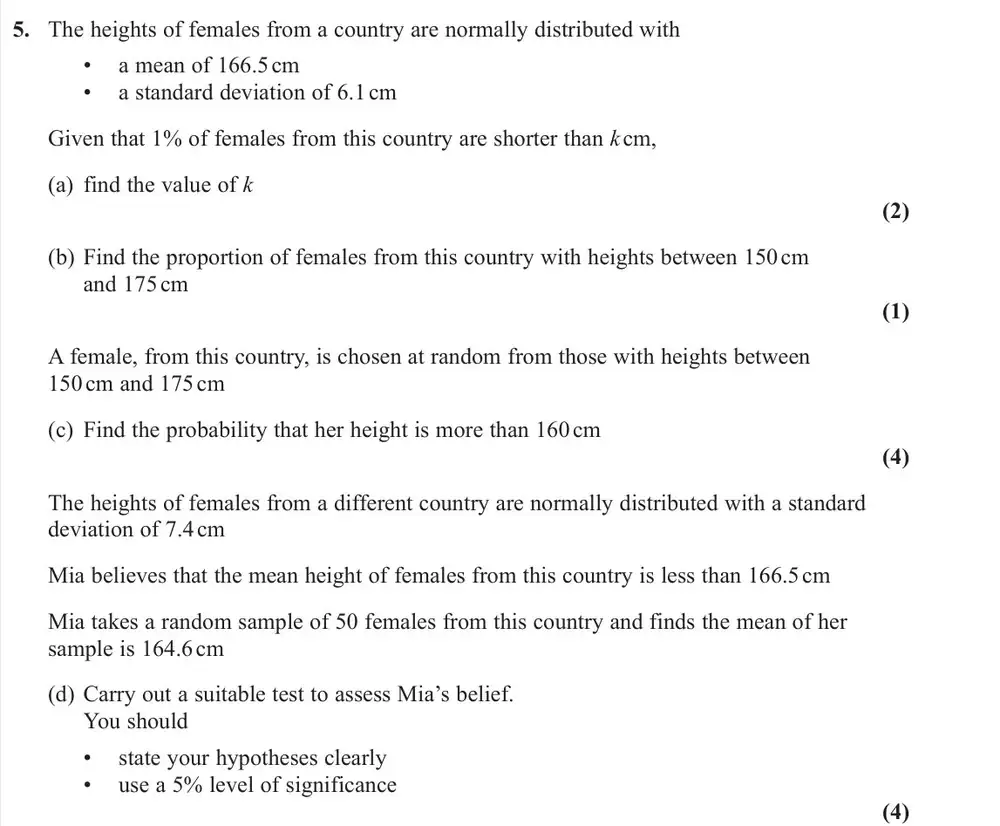 5. The heights of females from a country are normally distributed with
• a mean of 166.5 cm
• a standard deviation of 6.1 cm
Given that 1% of females from this country are shorter than k cm,
(a) find the value of k
(2)
(b) Find the proportion of females from this country with heights between 150 cm
and 175 cm
(1)
A female, from this country, is chosen at random from those with heights between
150 cm and 175 cm
(c) Find the probability that her height is more than 160 cm
(4)
The heights of females from a different country are normally distributed with a standard
deviation of 7.4 cm
Mia believes that the mean height of females from this country is less than 166.5 cm
Mia takes a random sample of 50 females from this country and finds the mean of her
sample is 164.6 cm
(d) Carry out a suitable test to assess Mia’s belief.
You should
• state your hypotheses clearly
• use a 5% level of significance
(4)